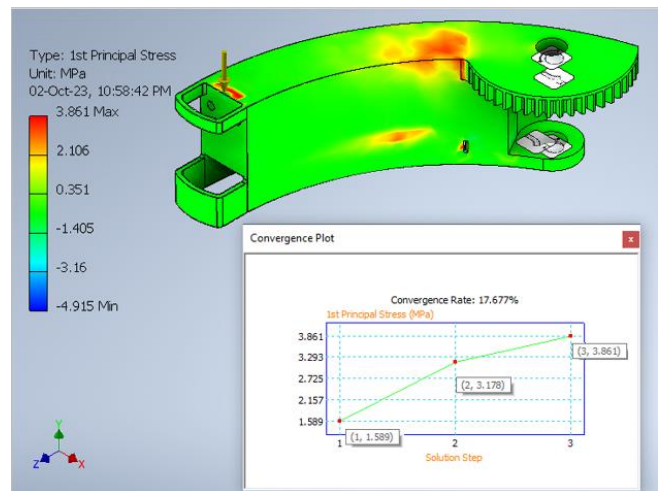 Type: 1st Principal Stress
Unit: MPa
02-Oct-23, 10:58:42 PM
3.861 Max
2.106
0.351
-1.405
-3.16
-4.915 Min
Y
Z
X
Convergence Plot
x
Convergence Rate: 17.677%
1st Principal Stress (MPa)
3.861
3.293
2.725
2.157
1.589
(3, 3.861)
(2, 3.178)
(1, 1.589)
1 2 3
Solution Step